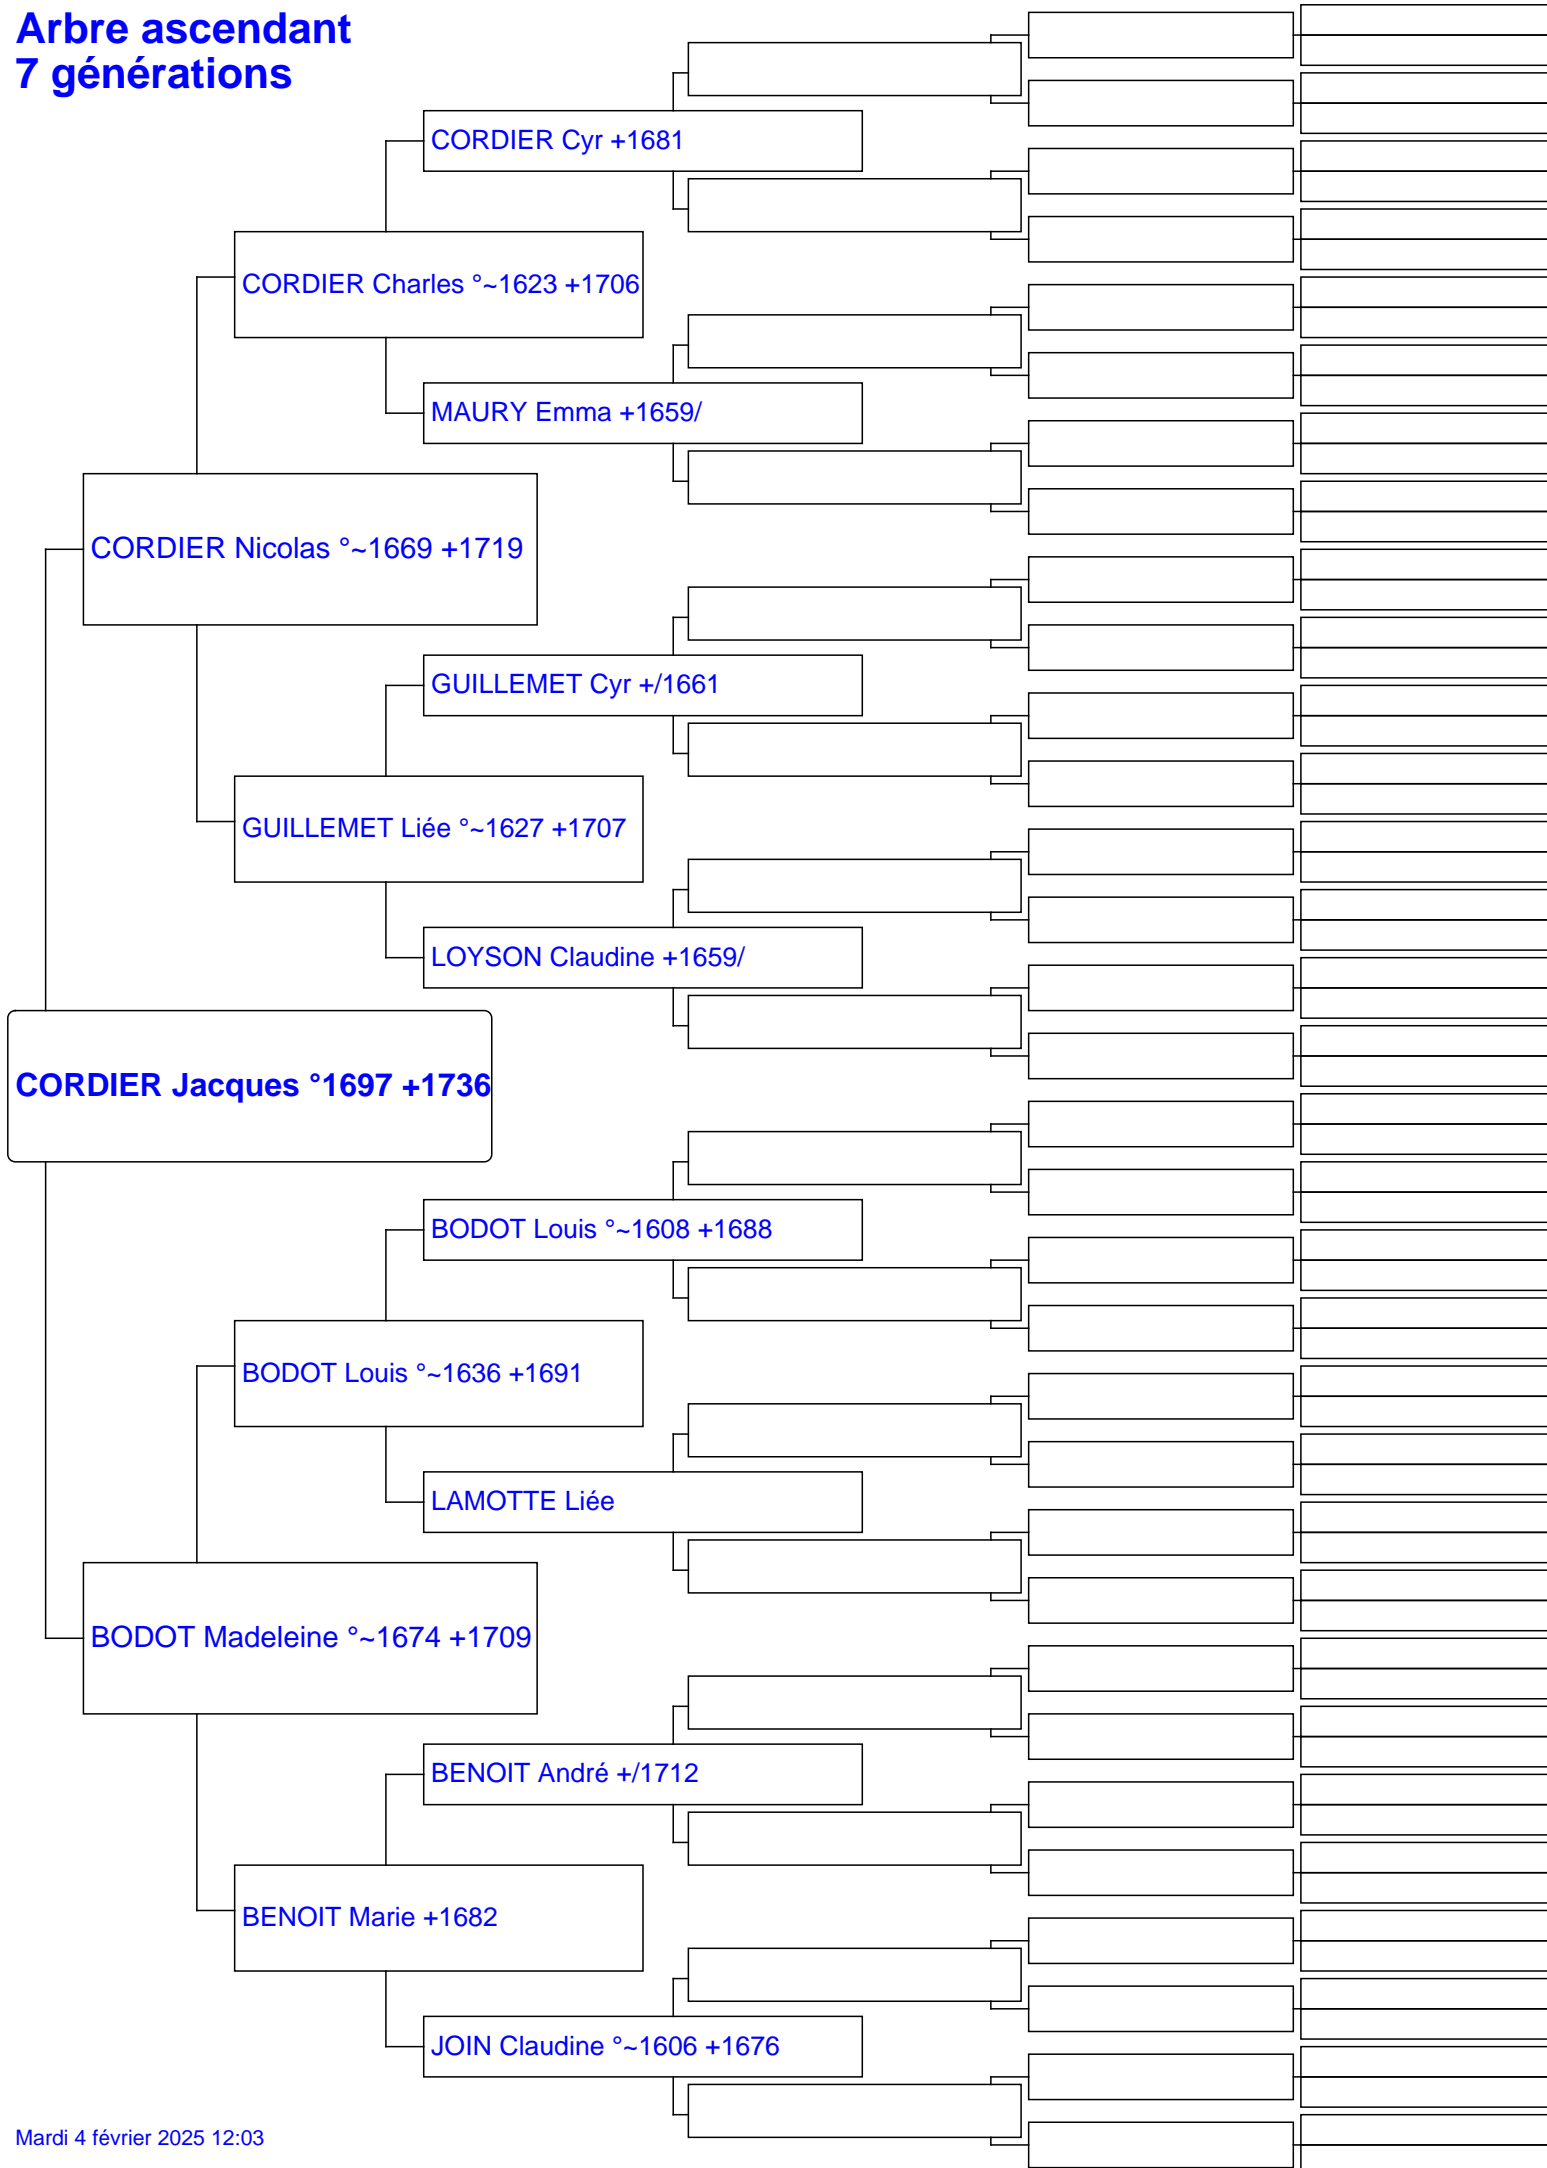 Arbre ascendant
7 générations
CORDIER Cyr +1681
CORDIER Charles °~1623 +1706
MAURY Emma +1659/
CORDIER Nicolas °~1669 +1719
GUILLEMET Cyr +/1661
GUILLEMET Liée °~1627 +1707
LOYSON Claudine +1659/
CORDIER Jacques °1697 +1736
BODOT Louis °~1608 +1688
BODOT Louis °~1636 +1691
LAMOTTE Liée
BODOT Madeleine °~1674 +1709
BENOIT André +/1712
BENOIT Marie +1682
JOIN Claudine °~1606 +1676
Mardi 4 février 2025 12:03